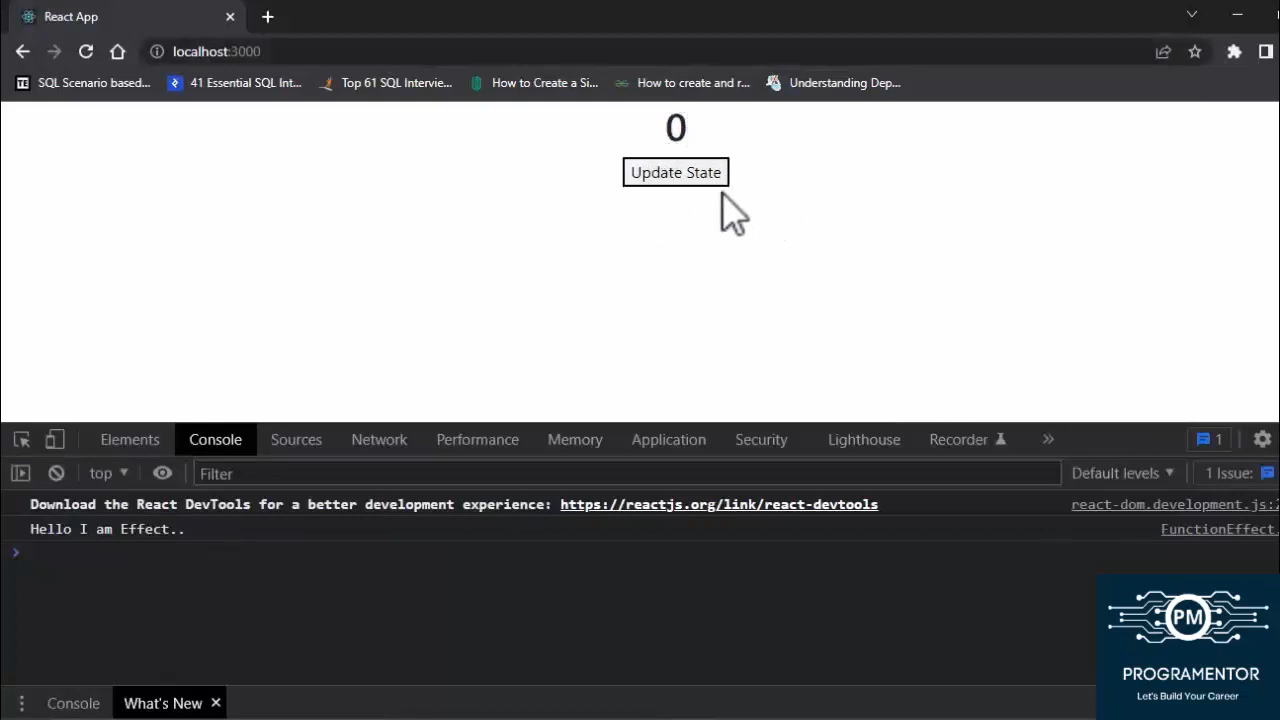 React App
localhost:3000
SQL Scenario based...
41 Essential SQL Int...
Top 61 SQL Intervie...
How to Create a Si...
How to create and r...
Understanding Dep...
0
Update State
Elements
Console
Sources
Network
Performance
Memory
Application
Security
Lighthouse
Recorder
1
top
Filter
Default levels
1 Issue:
Download the React DevTools for a better development experience: https://reactjs.org/link/react-devtools
react-dom.development.js:
Hello I am Effect..
FunctionEffect.
PM
PROGRAMENTOR
Let's Build Your Career
Console
What's New